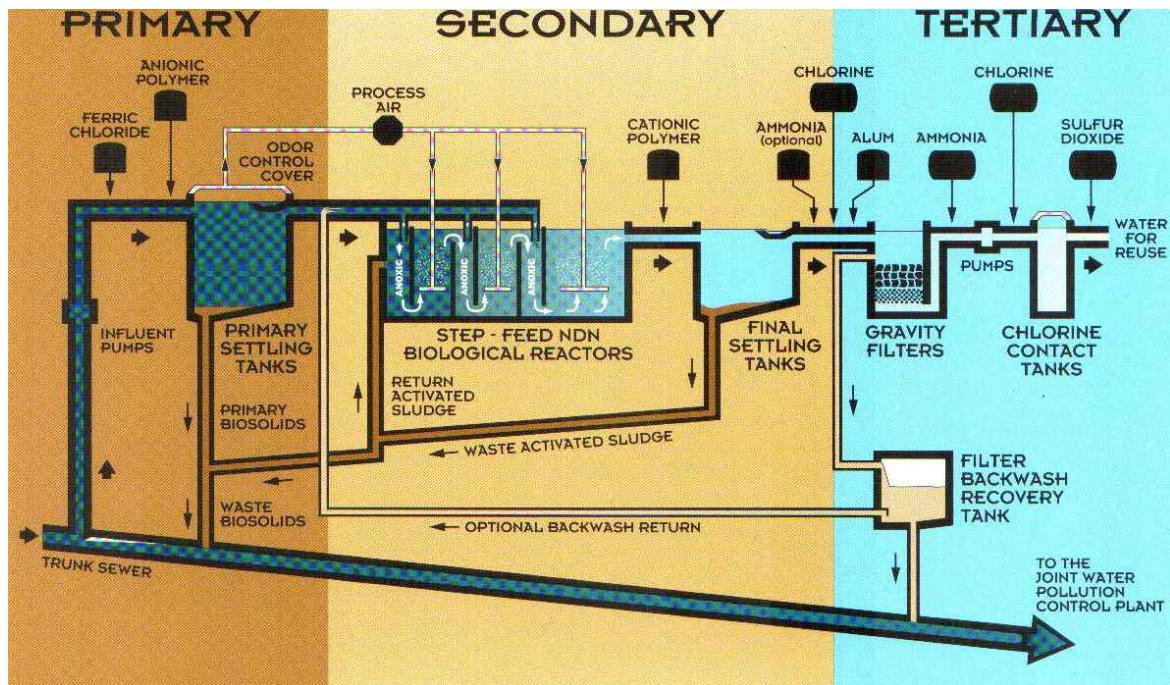 PRIMARY
SECONDARY
TERTIARY
ANIONIC
POLYMER
FERRIC
CHLORIDE
ODOR
CONTROL
COVER
PROCESS
AIR
CATIONIC
POLYMER
CHLORINE
AMMONIA
(optional)
ALUM
AMMONIA
CHLORINE
SULFUR
DIOXIDE
WATER
FOR
REUSE
ANOXIC
ANOXIC
ANOXIC
PUMPS
INFLUENT
PUMPS
PRIMARY
SETTLING
TANKS
STEP - FEED NDN
BIOLOGICAL REACTORS
FINAL
SETTLING
TANKS
GRAVITY
FILTERS
CHLORINE
CONTACT
TANKS
RETURN
ACTIVATED
SLUDGE
PRIMARY
BIOSOLIDS
WASTE ACTIVATED SLUDGE
FILTER
BACKWASH
RECOVERY
TANK
WASTE
BIOSOLIDS
OPTIONAL BACKWASH RETURN
TRUNK SEWER
TO THE
JOINT WATER
POLLUTION
CONTROL PLANT